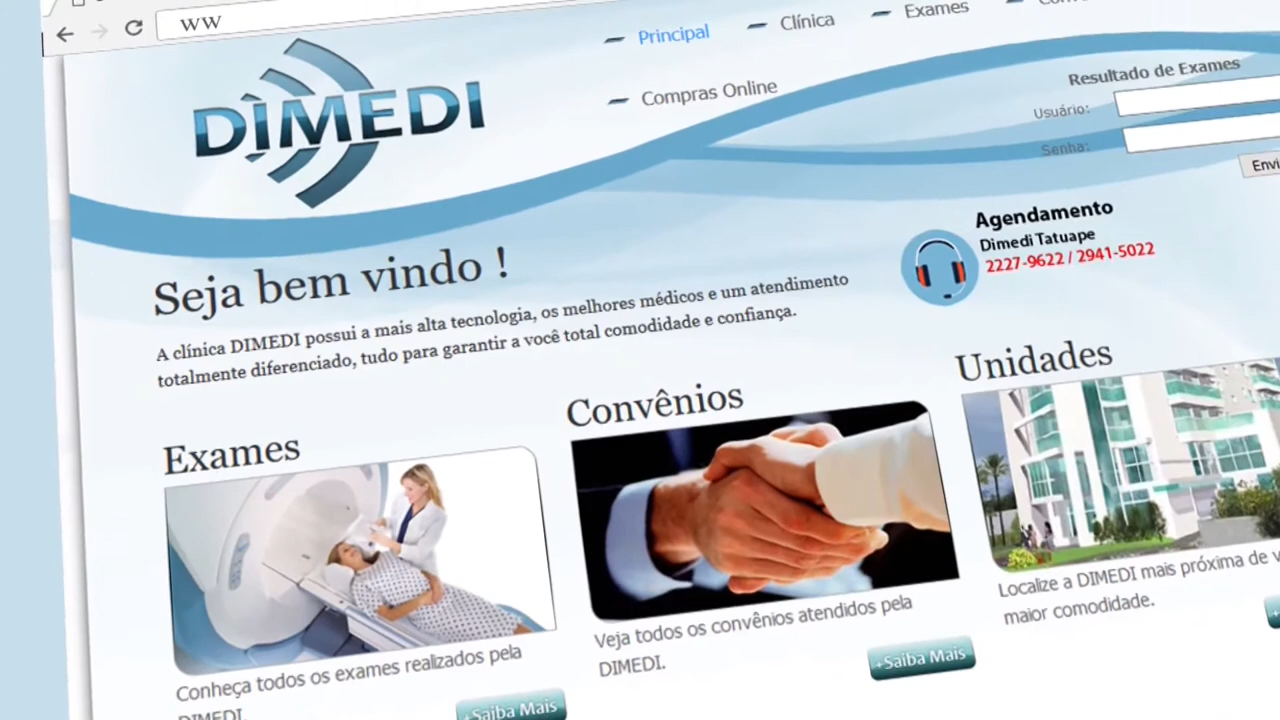 WW
DIMEDI
Principal
Clínica
Exames
Compras Online
Resultado de Exames
Usuário:
Senha:
Agendamento
Dimedi Tatuape
2227-9622 / 2941-5022
Seja bem vindo !
A clínica DIMEDI possui a mais alta tecnologia, os melhores médicos e um atendimento
totalmente diferenciado, tudo para garantir a você total comodidade e confiança.
Exames
Conheça todos os exames realizados pela
DIMEDI.
+Saiba Mais
Convênios
Veja todos os convênios atendidos pela
DIMEDI.
+Saiba Mais
Unidades
Localize a DIMEDI mais próxima de
maior comodidade.